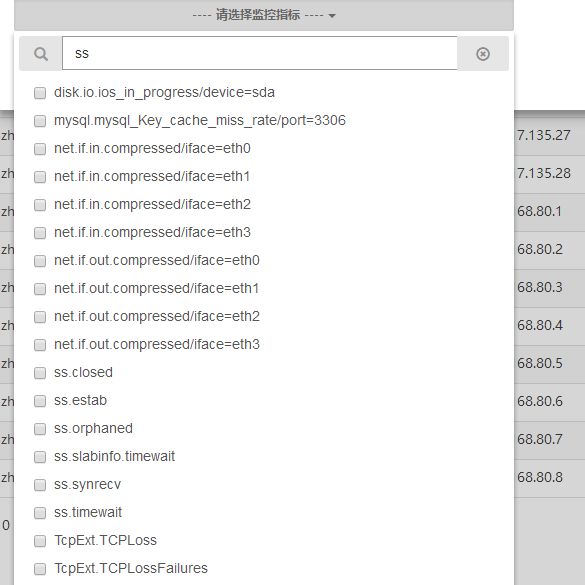 ---- 请选择监控指标 ----
ss
disk.io.ios_in_progress/device=sda
mysql.mysql_Key_cache_miss_rate/port=3306
net.if.in.compressed/iface=eth0
zh 7.135.27
net.if.in.compressed/iface=eth1
zh 7.135.28
net.if.in.compressed/iface=eth2
zh 68.80.1
net.if.in.compressed/iface=eth3
zh 68.80.2
net.if.out.compressed/iface=eth0
zh 68.80.3
net.if.out.compressed/iface=eth1
net.if.out.compressed/iface=eth2
zh 68.80.4
net.if.out.compressed/iface=eth3
zh 68.80.5
ss.closed
ss.estab
zh 68.80.6
ss.orphaned
zh 68.80.7
ss.slabinfo.timewait
zh 68.80.8
ss.synrecv
ss.timewait
0
TcpExt.TCPLoss
TcpExt.TCPLossFailures